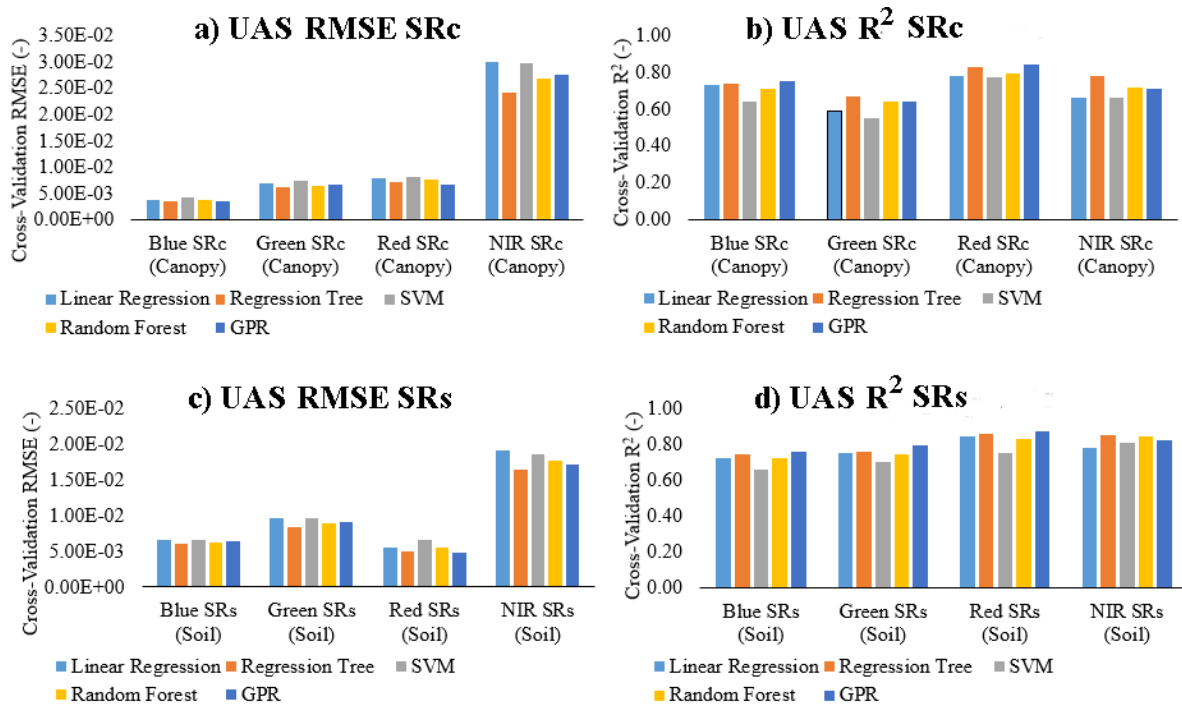 a) UAS RMSE SRc
Cross-Validation RMSE (-)
3.50E-02
3.00E-02
2.50E-02
2.00E-02
1.50E-02
1.00E-02
5.00E-03
0.00E+00
Blue SRc Green SRc Red SRc NIR SRc
(Canopy) (Canopy) (Canopy) (Canopy)
Linear Regression Regression Tree SVM
Random Forest GPR
b) UAS R² SRc
Cross-Validation R² (-)
1.00
0.80
0.60
0.40
0.20
0.00
Blue SRc Green SRc Red SRc NIR SRc
(Canopy) (Canopy) (Canopy) (Canopy)
Linear Regression Regression Tree SVM
Random Forest GPR
c) UAS RMSE SRs
Cross-Validation RMSE (-)
2.50E-02
2.00E-02
1.50E-02
1.00E-02
5.00E-03
0.00E+00
Blue SRs Green SRs Red SRs NIR SRs
(Soil) (Soil) (Soil) (Soil)
Linear Regression Regression Tree SVM
Random Forest GPR
d) UAS R² SRs
Cross-Validation R² (-)
1.00
0.80
0.60
0.40
0.20
0.00
Blue SRs Green SRs Red SRs NIR SRs
(Soil) (Soil) (Soil) (Soil)
Linear Regression Regression Tree SVM
Random Forest GPR